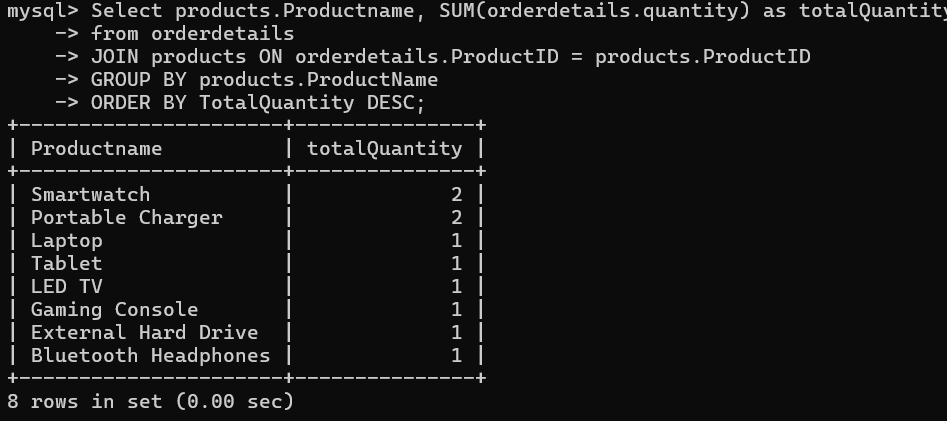 mysql> Select products.Productname, SUM(orderdetails.quantity) as totalQuantity
    -> from orderdetails
    -> JOIN products ON orderdetails.ProductID = products.ProductID
    -> GROUP BY products.ProductName
    -> ORDER BY TotalQuantity DESC;
+----------------------+---------------+
| Productname          | totalQuantity |
+----------------------+---------------+
| Smartwatch           |             2 |
| Portable Charger     |             2 |
| Laptop               |             1 |
| Tablet               |             1 |
| LED TV               |             1 |
| Gaming Console       |             1 |
| External Hard Drive  |             1 |
| Bluetooth Headphones |             1 |
+----------------------+---------------+
8 rows in set (0.00 sec)